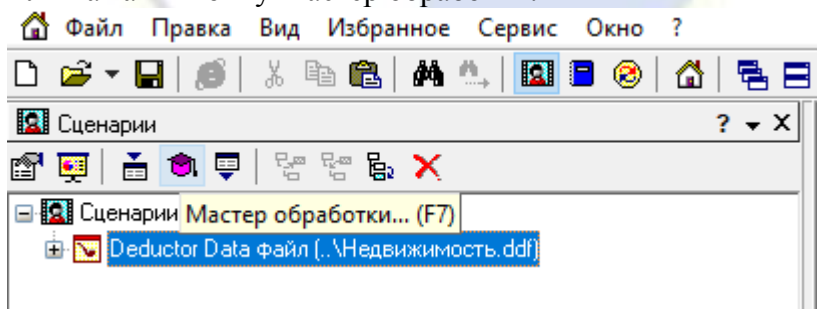 Файл Правка Вид Избранное Сервис Окно ?
Сценарии ? X
Сценарии Мастер обработки... (F7)
Deductor Data файл (..\Недвижимость.ddf)